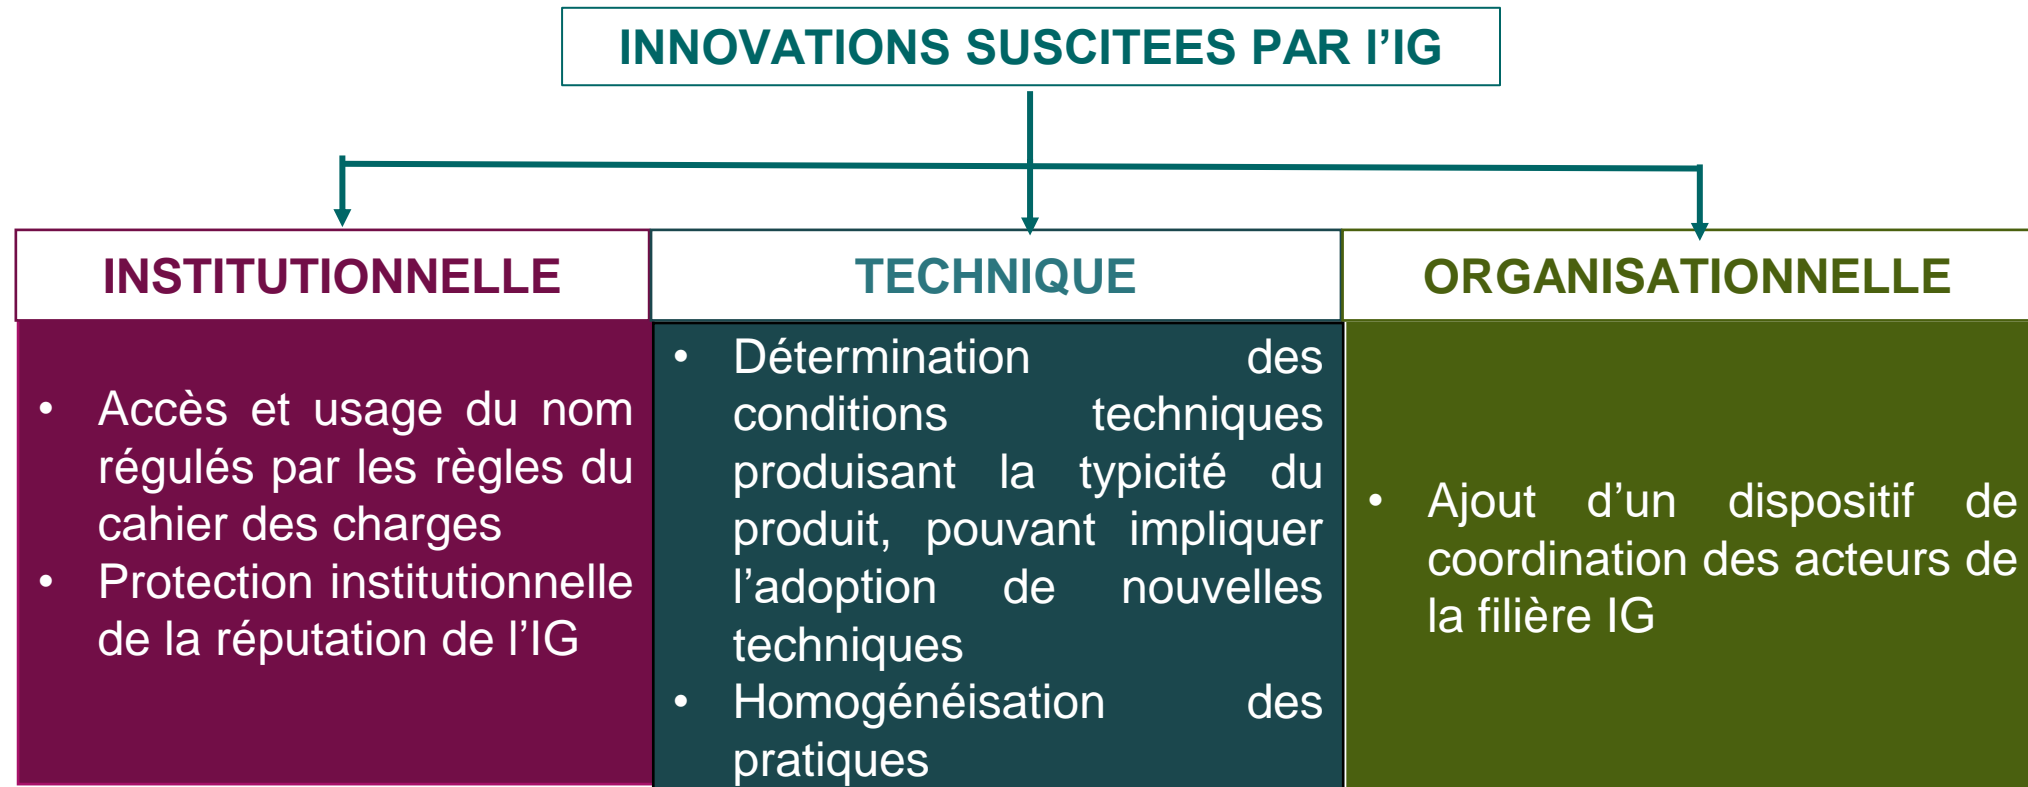 INNOVATIONS SUSCITEES PAR l’IG
INSTITUTIONNELLE
• Accès et usage du nom
régulés par les règles du
cahier des charges
• Protection institutionnelle
de la réputation de l’IG
TECHNIQUE
• Détermination des
conditions techniques
produisant la typicité du
produit, pouvant impliquer
l’adoption de nouvelles
techniques
• Homogénéisation des
pratiques
ORGANISATIONNELLE
• Ajout d’un dispositif de
coordination des acteurs de
la filière IG